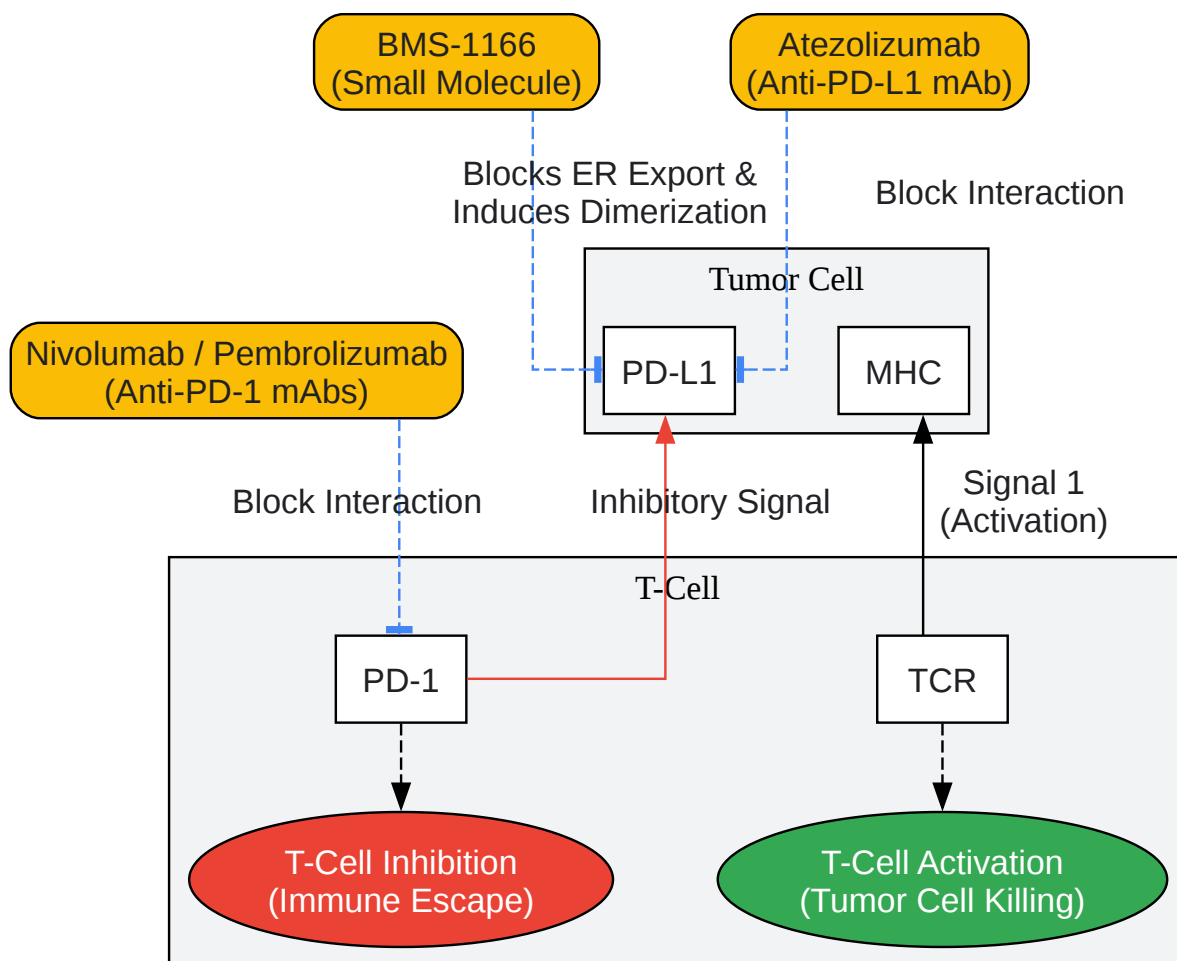 BMS-1166
(Small Molecule)
Atezolizumab
(Anti-PD-L1 mAb)
Blocks ER Export &
Induces Dimerization
Block Interaction
Tumor Cell
Nivolumab / Pembrolizumab
(Anti-PD-1 mAbs)
PD-L1
MHC
Block Interaction
Inhibitory Signal
Signal 1
(Activation)
T-Cell
PD-1
TCR
T-Cell Inhibition
(Immune Escape)
T-Cell Activation
(Tumor Cell Killing)